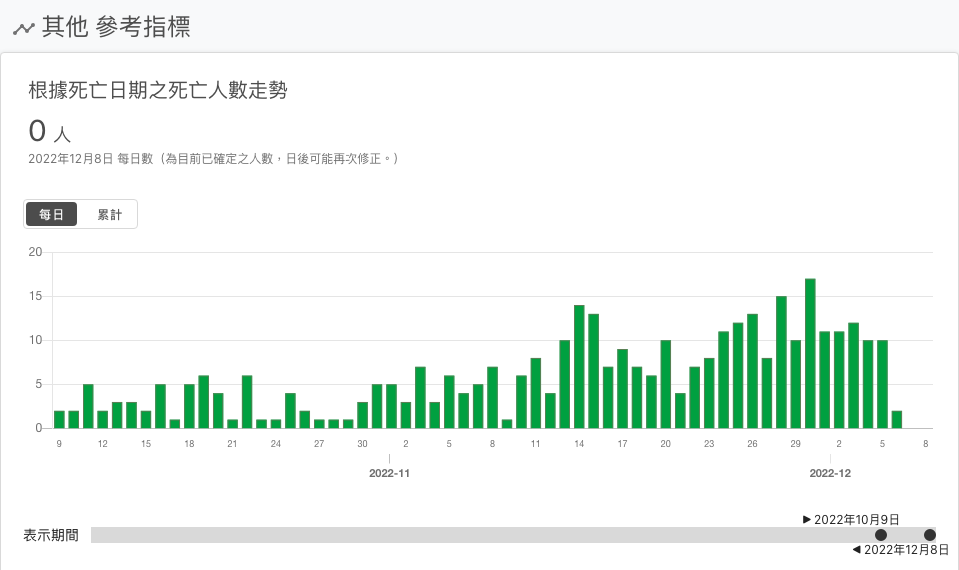 其他 參考指標
根據死亡日期之死亡人數走勢
0 人
2022年12月8日 每日數（為目前已確定之人數，日後可能再次修正。）
每日 累計
20
15
10
5
0
9 12 15 18 21 24 27 30 2 5 8 11 14 17 20 23 26 29 2 5 8
2022-11 2022-12
2022年10月9日
表示期間
2022年12月8日